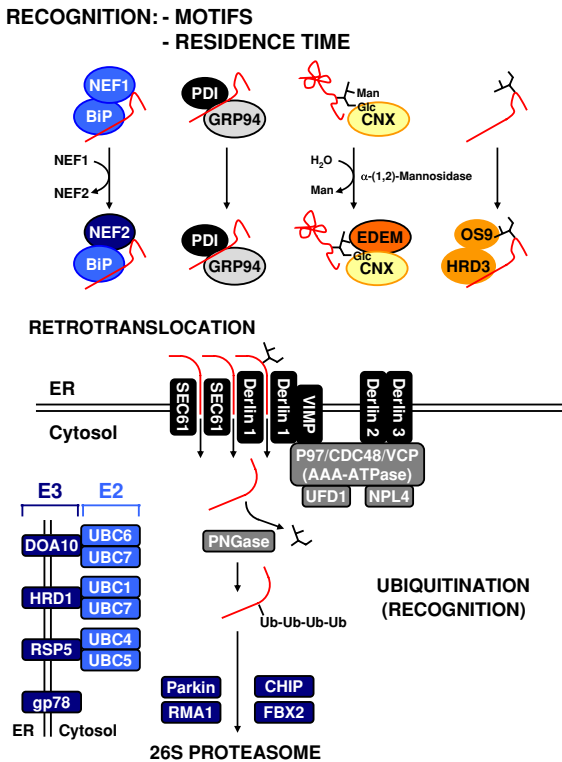 RECOGNITION: - MOTIFS
- RESIDENCE TIME
NEF1
BiP
PDI
GRP94
Man
Glc
CNX
NEF1
NEF2
H2O
Man
α-(1,2)-Mannosidase
NEF2
BiP
PDI
GRP94
EDEM
Glc
CNX
OS9
HRD3
RETROTRANSLOCATION
ER
Cytosol
SEC61
SEC61
Derlin 1
Derlin 1
VIMP
Derlin 2
Derlin 3
P97/CDC48/VCP
(AAA-ATPase)
UFD1
NPL4
E3
E2
DOA10
UBC6
UBC7
HRD1
UBC1
UBC7
RSP5
UBC4
UBC5
gp78
ER
Cytosol
PNGase
Ub-Ub-Ub-Ub
UBIQUITINATION
(RECOGNITION)
Parkin
CHIP
RMA1
FBX2
26S PROTEASOME